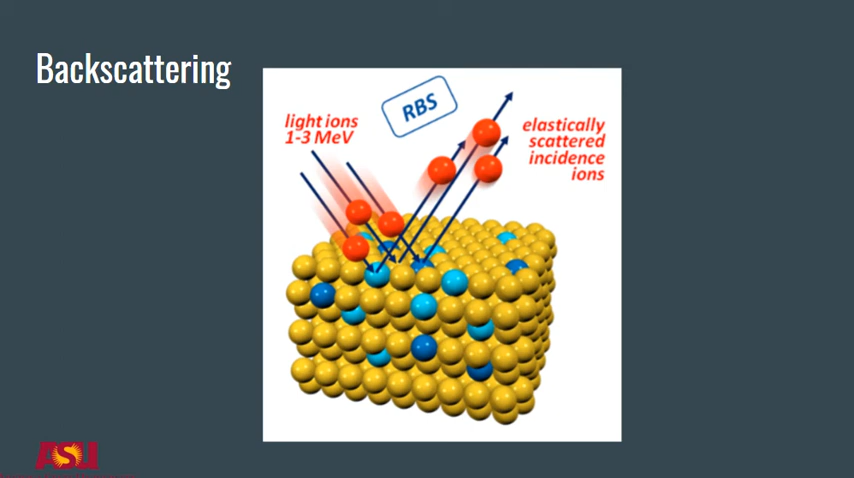 Backscattering
RBS
light ions
1-3 MeV
elastically
scattered
incidence
ions
ASU